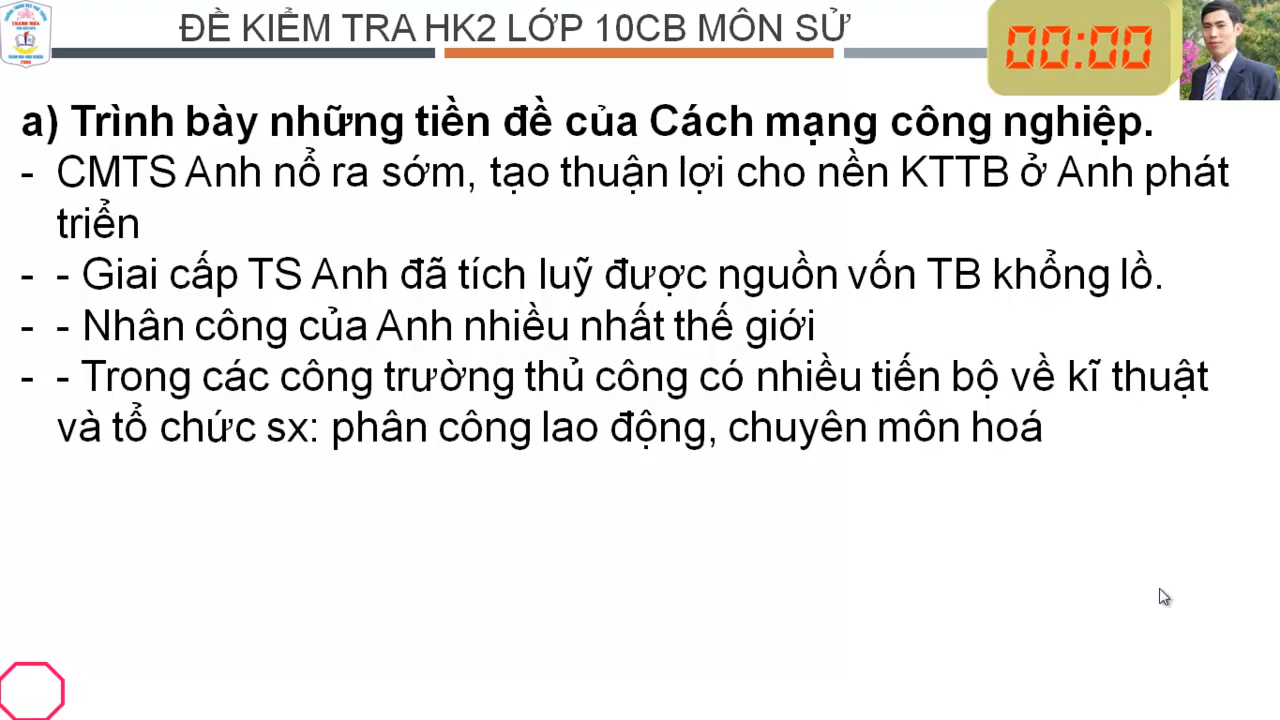 ĐỀ KIỂM TRA HK2 LỚP 10CB MÔN SỬ
00:00
THANH HÓA
a) Trình bày những tiền đề của Cách mạng công nghiệp.
- CMTS Anh nổ ra sớm, tạo thuận lợi cho nền KTTB ở Anh phát
triển
- - Giai cấp TS Anh đã tích luỹ được nguồn vốn TB khổng lồ.
- - Nhân công của Anh nhiều nhất thế giới
- - Trong các công trường thủ công có nhiều tiến bộ về kĩ thuật
và tổ chức sx: phân công lao động, chuyên môn hoá